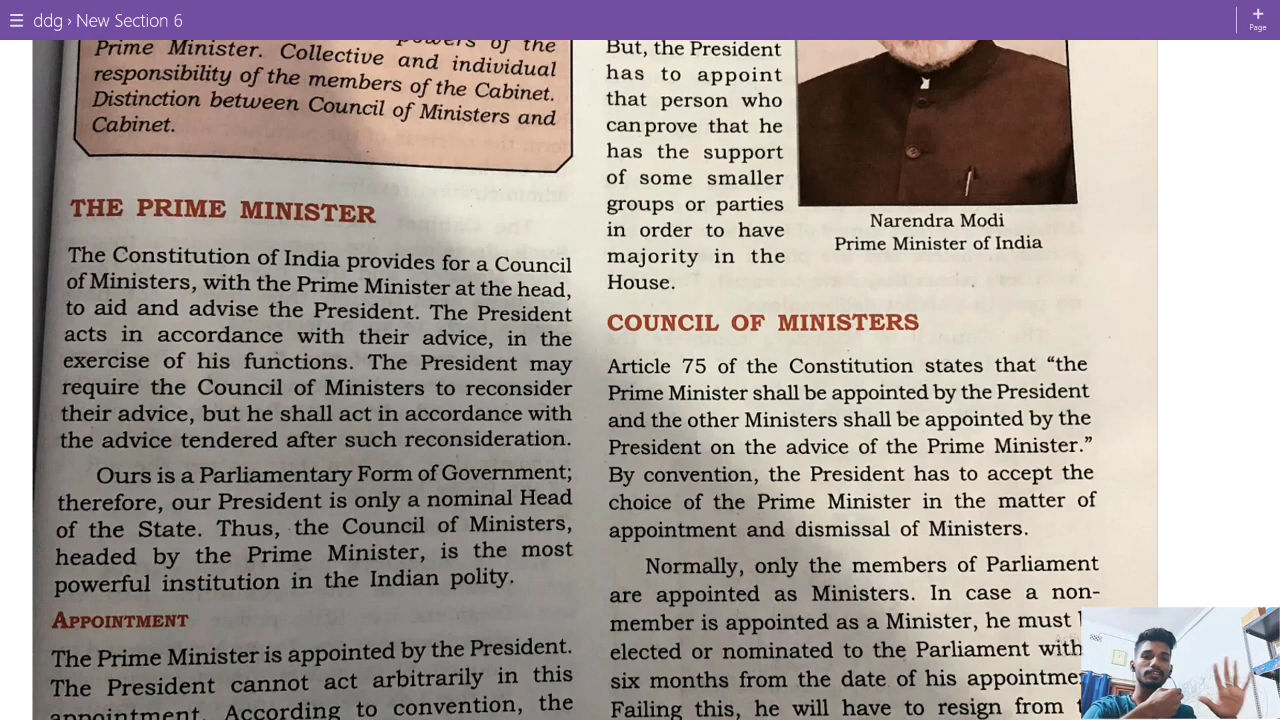 ddg › New Section 6
Page
powers of the
Prime Minister. Collective and individual
responsibility of the members of the Cabinet.
Distinction between Council of Ministers and
Cabinet.
THE PRIME MINISTER
The Constitution of India provides for a Council
of Ministers, with the Prime Minister at the head,
to aid and advise the President. The President
acts in accordance with their advice, in the
exercise of his functions. The President may
require the Council of Ministers to reconsider
their advice, but he shall act in accordance with
the advice tendered after such reconsideration.
Ours is a Parliamentary Form of Government;
therefore, our President is only a nominal Head
of the State. Thus, the Council of Ministers,
headed by the Prime Minister, is the most
powerful institution in the Indian polity.
APPOINTMENT
The Prime Minister is appointed by the President.
The President cannot act arbitrarily in this
appointment. According to convention, the
But, the President
has to appoint
that person who
can prove that he
has the support
of some smaller
groups or parties
in order to have
majority in the
House.
Narendra Modi
Prime Minister of India
COUNCIL OF MINISTERS
Article 75 of the Constitution states that “the
Prime Minister shall be appointed by the President
and the other Ministers shall be appointed by the
President on the advice of the Prime Minister.”
By convention, the President has to accept the
choice of the Prime Minister in the matter of
appointment and dismissal of Ministers.
Normally, only the members of Parliament
are appointed as Ministers. In case a non-
member is appointed as a Minister, he must
elected or nominated to the Parliament with
six months from the date of his appointme
Failing this, he will have to resign from